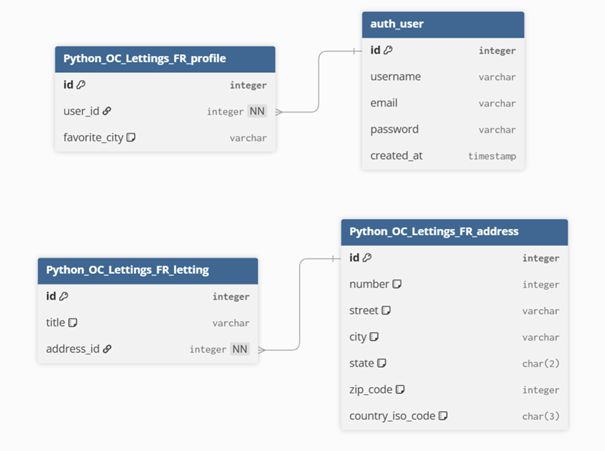 Python_OC_Lettings_FR_profile
id integer
user_id integer NN
favorite_city varchar
auth_user
id integer
username varchar
email varchar
password varchar
created_at timestamp
Python_OC_Lettings_FR_letting
id integer
title varchar
address_id integer NN
Python_OC_Lettings_FR_address
id integer
number integer
street varchar
city varchar
state char(2)
zip_code integer
country_iso_code char(3)